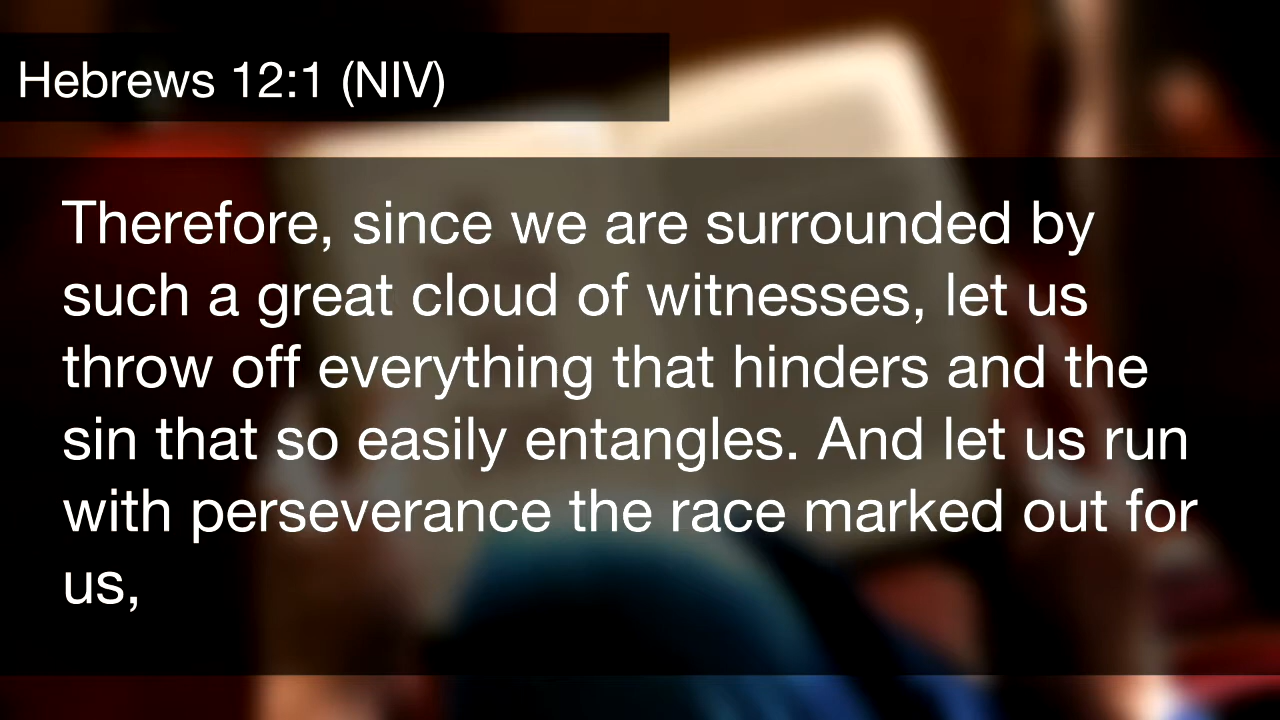 Hebrews 12:1 (NIV)
Therefore, since we are surrounded by
such a great cloud of witnesses, let us
throw off everything that hinders and the
sin that so easily entangles. And let us run
with perseverance the race marked out for
us,